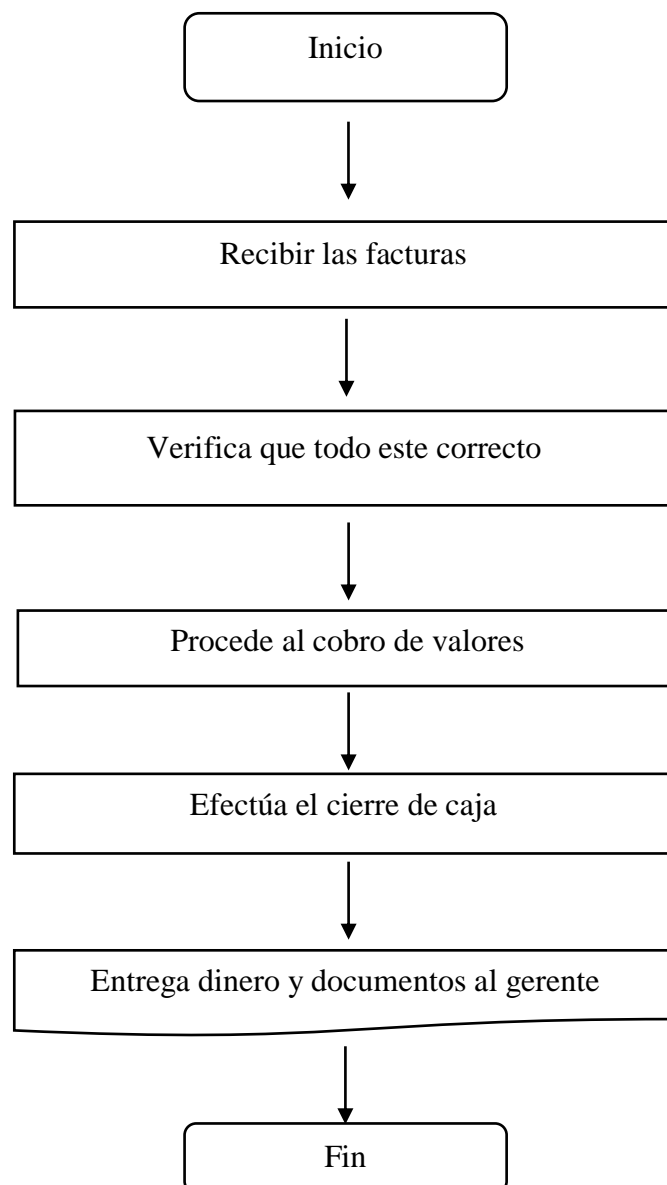 Inicio
Recibir las facturas
Verifica que todo este correcto
Procede al cobro de valores
Efectúa el cierre de caja
Entrega dinero y documentos al gerente
Fin